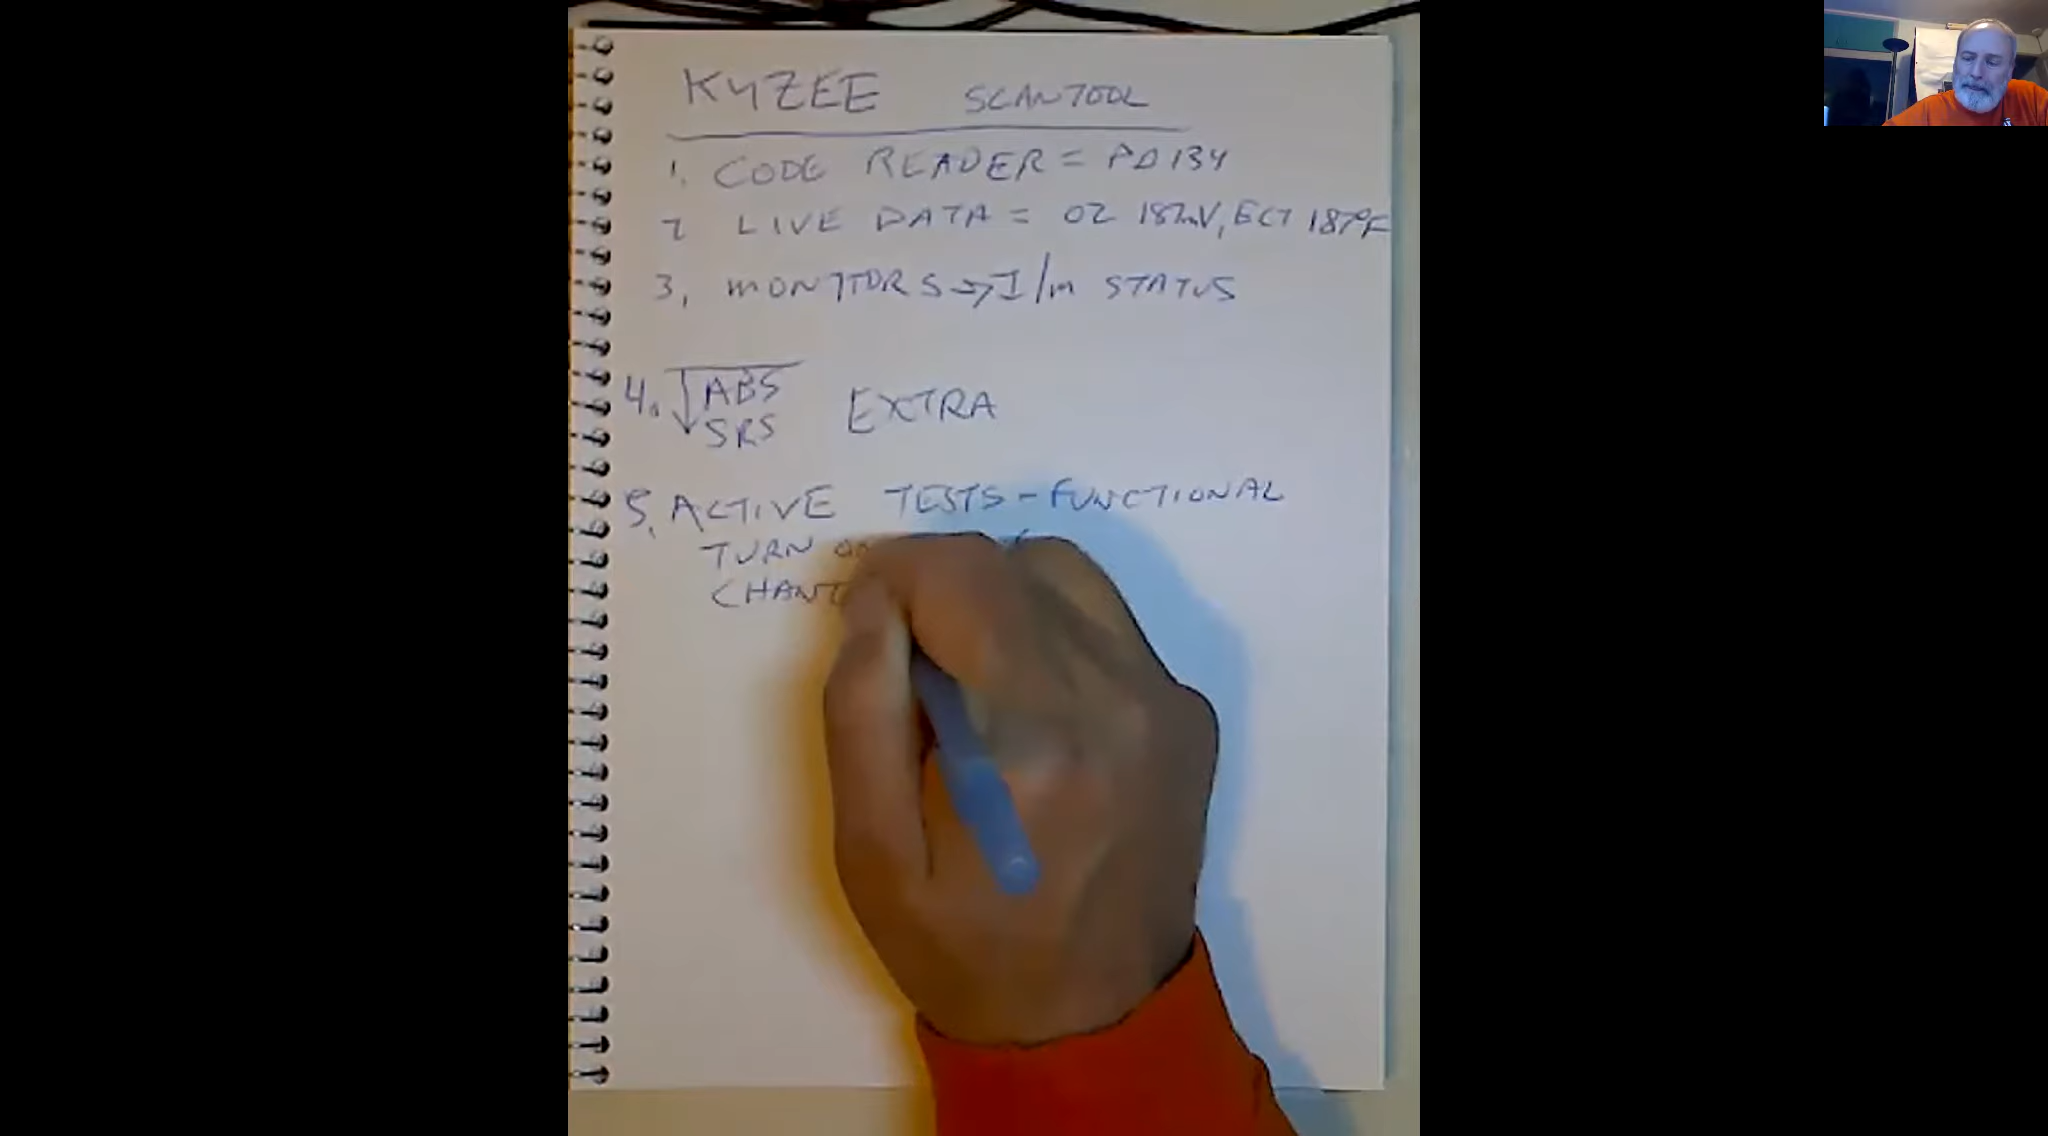 KYZEE SCANTOOL
1. CODE READER = PO134
2 LIVE DATA = O2 187mV, ECT 187°F
3, MONITORS → I/M STATUS
4. ABS EXTRA
SRS
5. ACTIVE TESTS - FUNCTIONAL
TURN